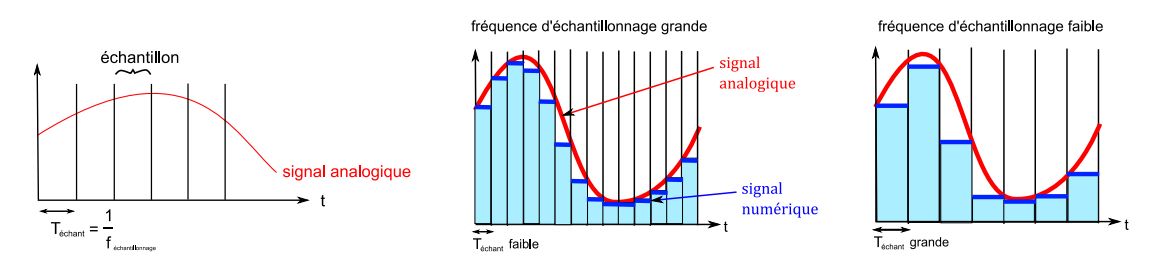 échantillon
signal analogique
t
Téchant = 1
féchantillonnage
fréquence d'échantillonnage grande
signal
analogique
signal
numérique
t
Téchant faible
fréquence d'échantillonnage faible
t
Téchant grande